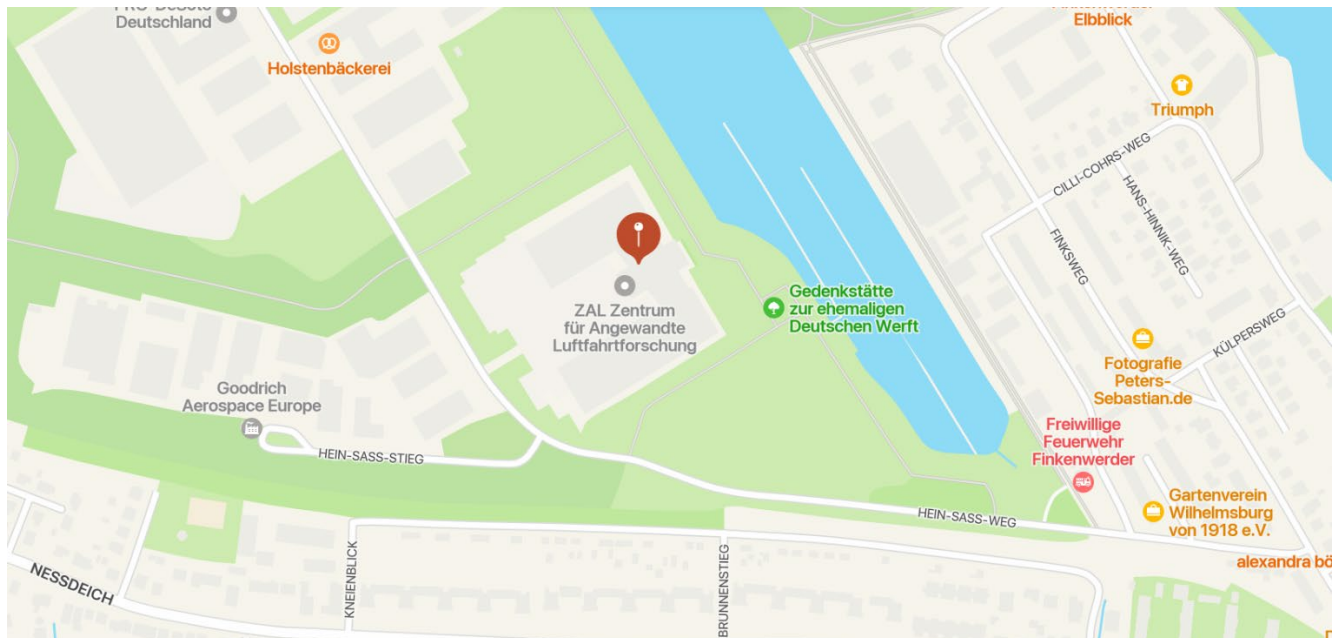 Deutschland
Holstenbäckerei
Elbblick
Triumph
CILLI-COHRS-WEG
HANS-HINNIK-WEG
FINKSWEG
KÜLPERSWEG
ZAL Zentrum
für Angewandte
Luftfahrtforschung
Gedenkstätte
zur ehemaligen
Deutschen Werft
Fotografie
Peters-
Sebastian.de
Goodrich
Aerospace Europe
HEIN-SASS-STIEG
Freiwillige
Feuerwehr
Finkenwerder
Gartenverein
Wilhelmsburg
von 1918 e.V.
HEIN-SASS-WEG
alexandra bö
NESSDEICH
KNEIENBLICK
BRUNNENSTIEG